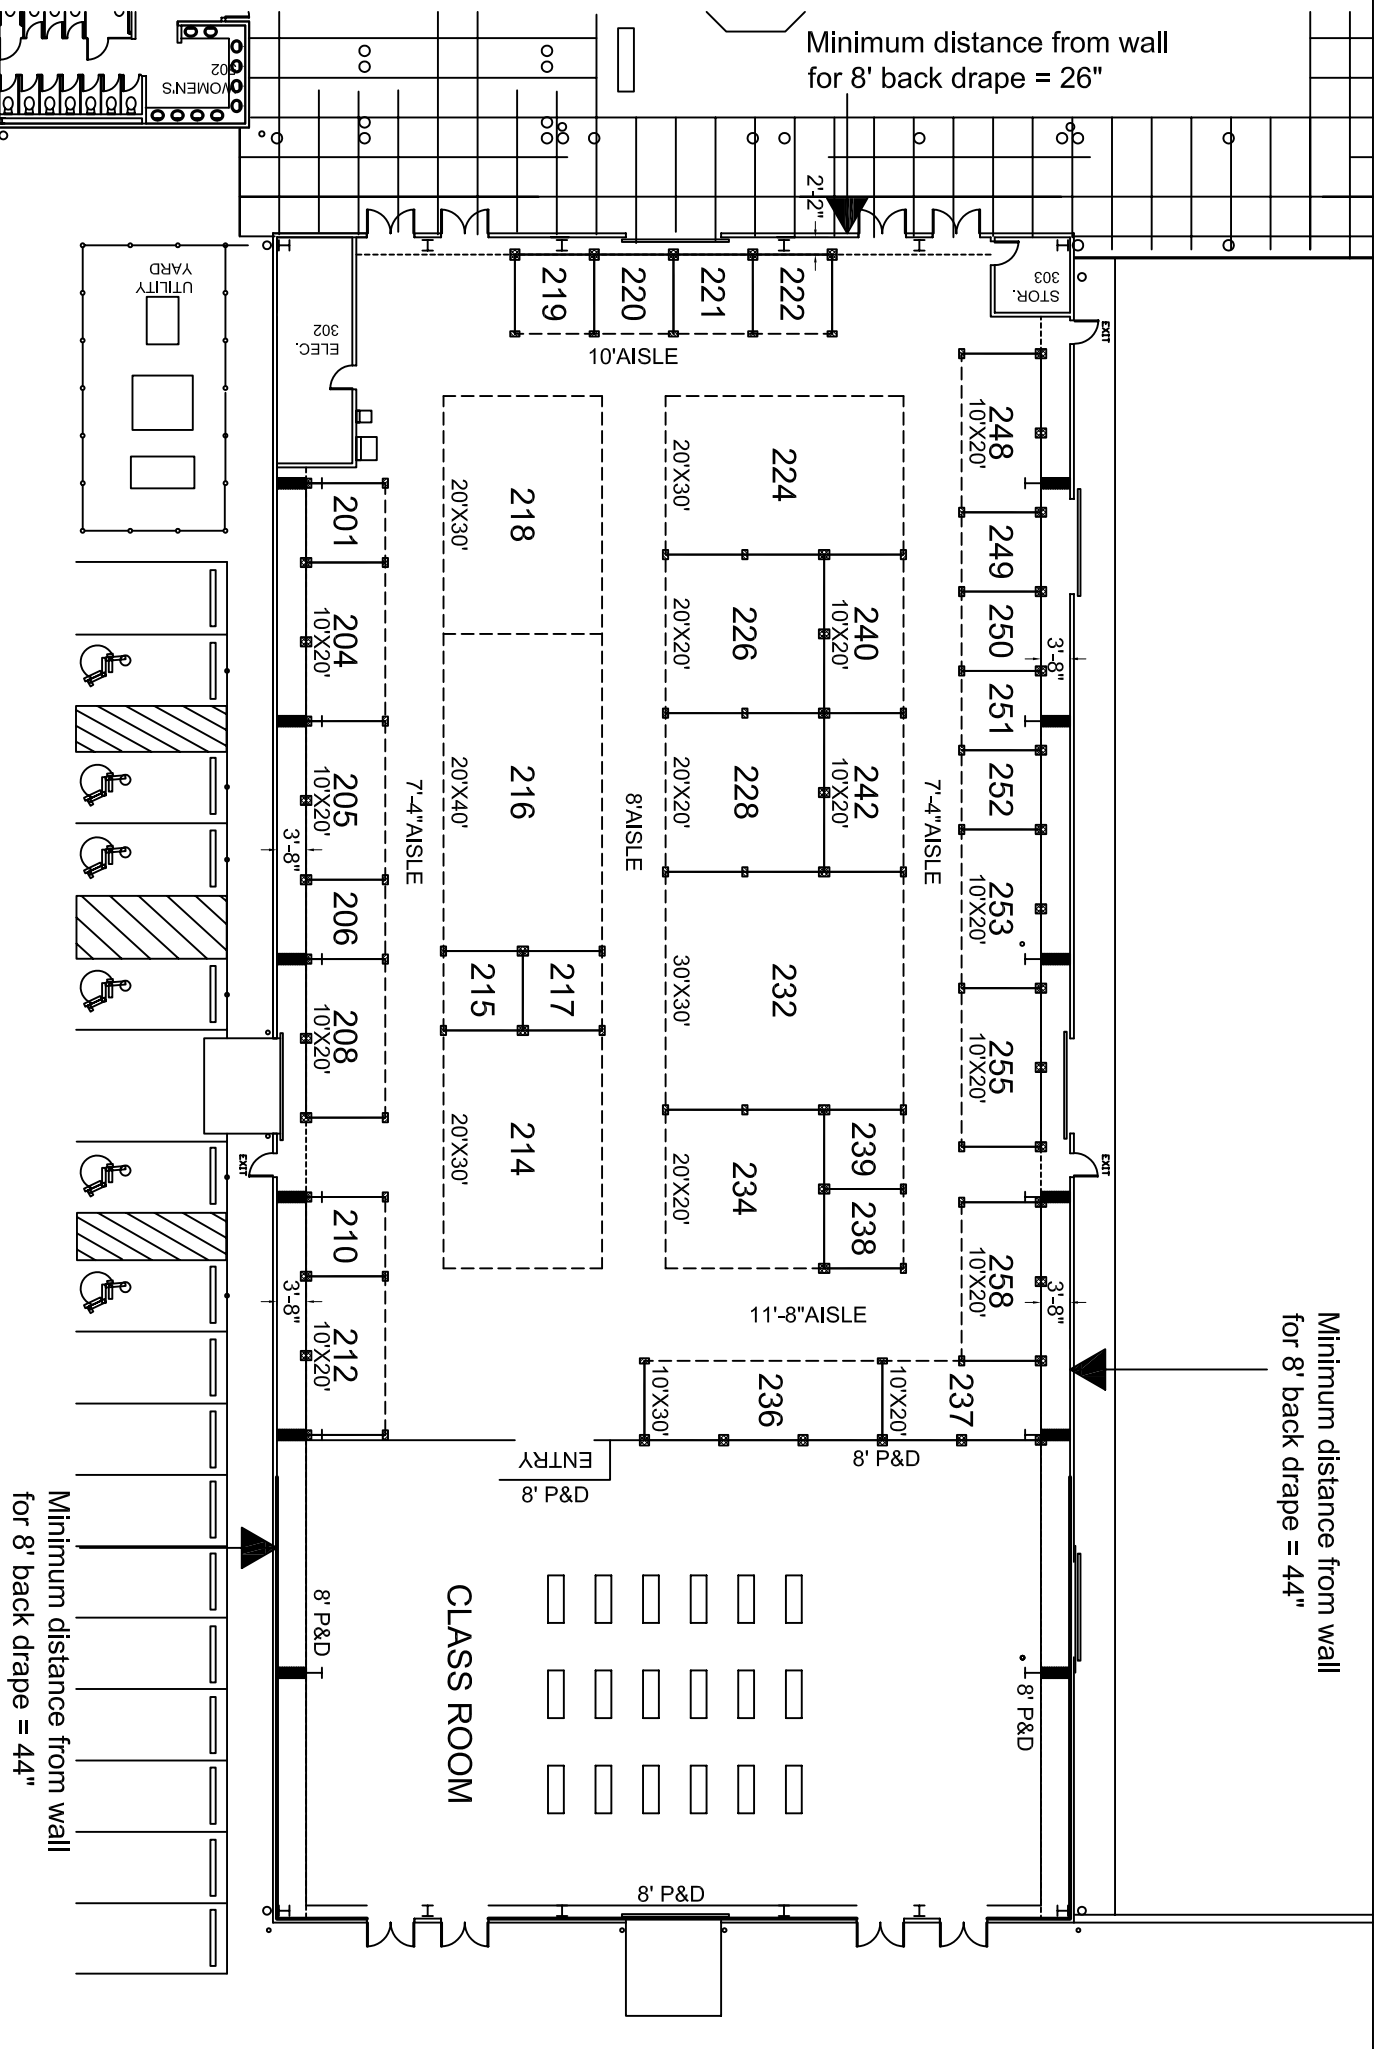 Minimum distance from wall
for 8' back drape = 26"
WOMEN'S
502
2'-2"
UTILITY
YARD
ELEC.
302
STOR.
303
EXIT
219
220
221
222
10'AISLE
248
10'X20'
218
20'X30'
224
20'X30'
201
249
204
10'X20'
226
20'X20'
240
10'X20'
250
3'-8"
251
205
10'X20'
3'-8"
7'-4"AISLE
216
20'X40'
8'AISLE
228
20'X20'
242
10'X20'
7'-4"AISLE
252
206
253
10'X20'
215
217
232
30'X30'
208
10'X20'
255
10'X20'
214
20'X30'
234
20'X20'
239
238
EXIT
EXIT
210
3'-8"
212
10'X20'
258
10'X20'
3'-8"
11'-8"AISLE
236
10'X30'
237
10'X20'
ENTRY
8' P&D
8' P&D
Minimum distance from wall
for 8' back drape = 44"
Minimum distance from wall
for 8' back drape = 44"
8' P&D
CLASS ROOM
8' P&D
8' P&D